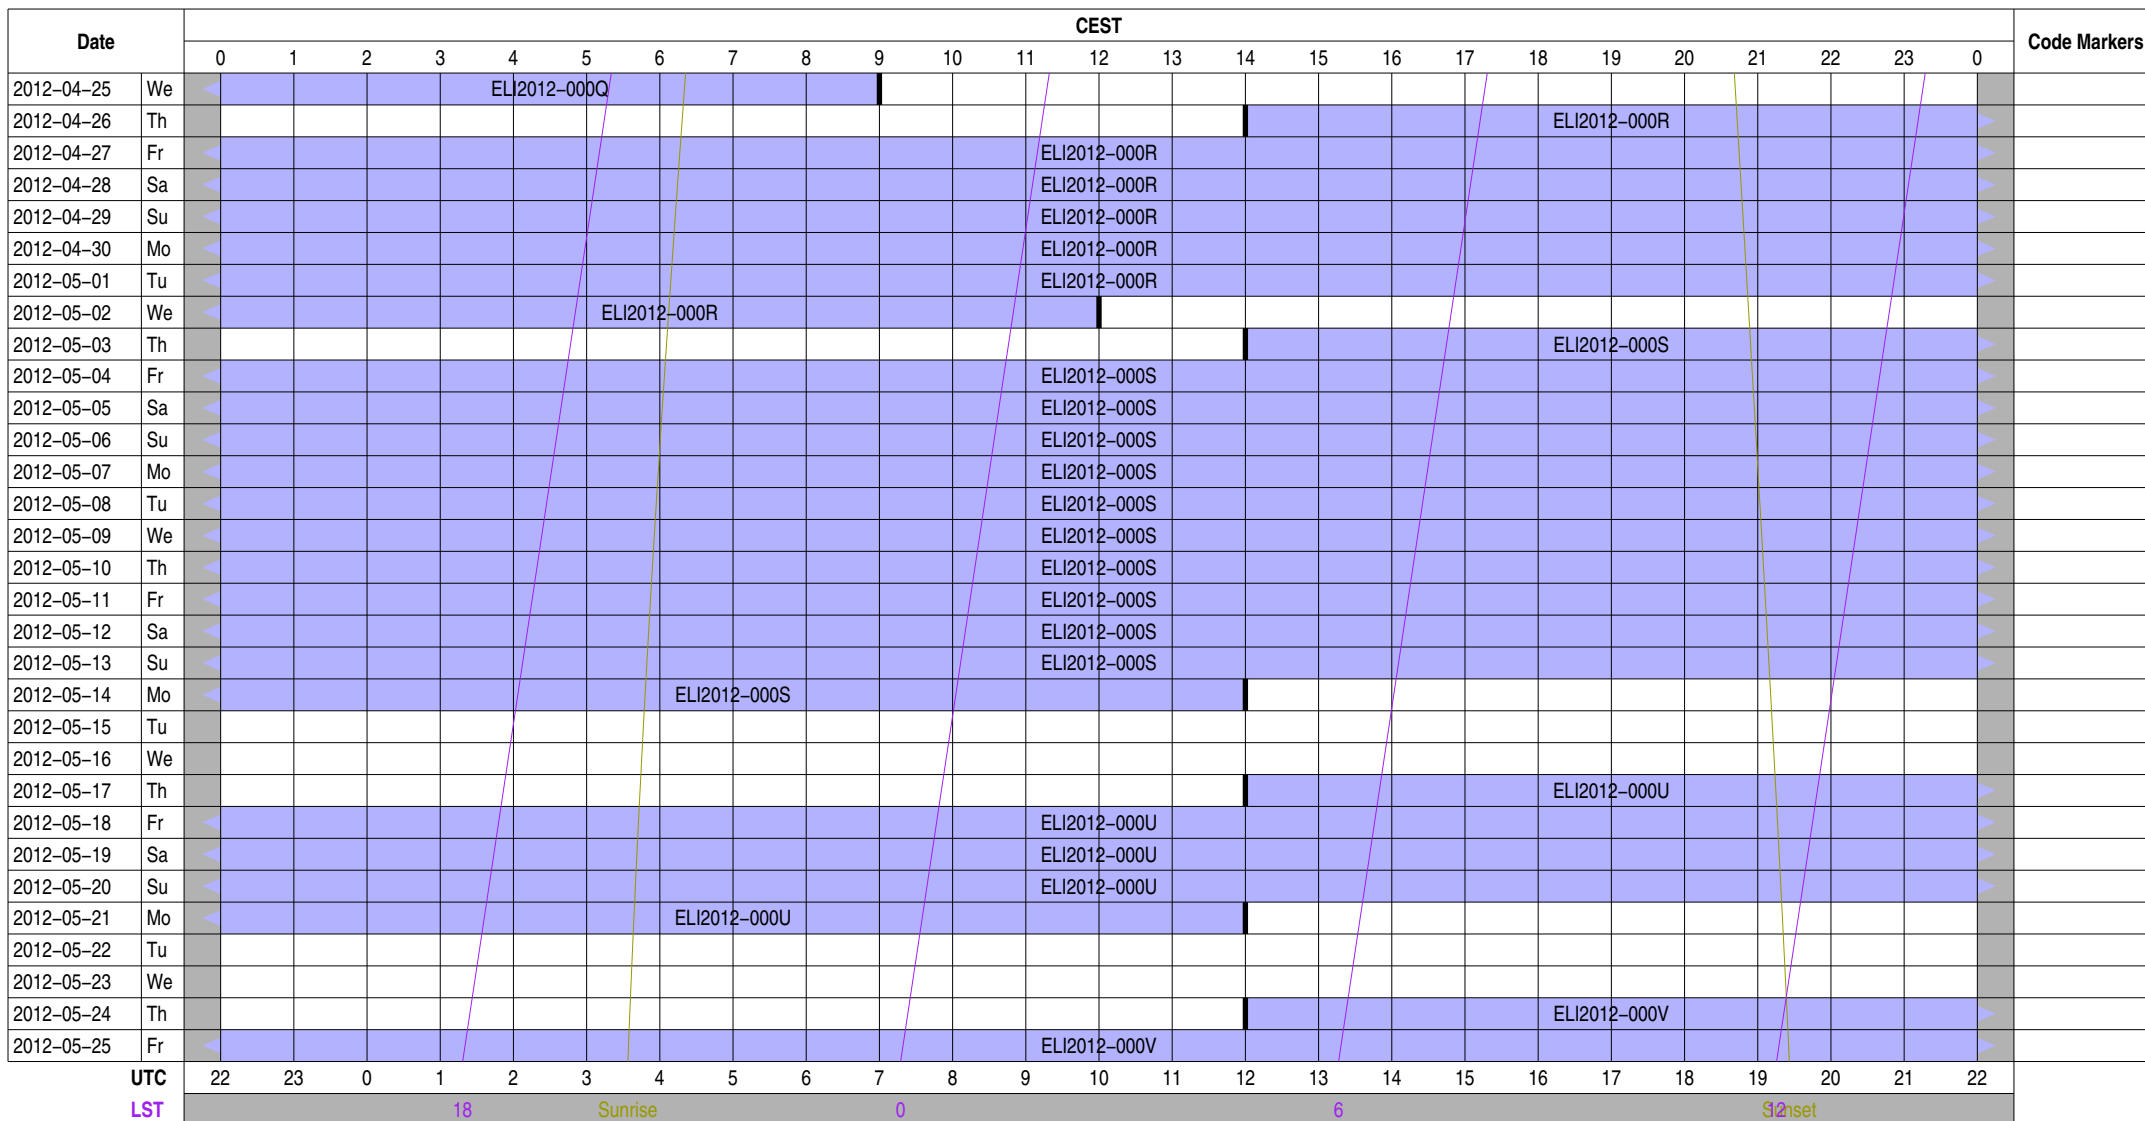 CEST
Date
Code Markers
0 1 2 3 4 5 6 7 8 9 10 11 12 13 14 15 16 17 18 19 20 21 22 23 0
2012-04-25 We ELI2012-000Q
2012-04-26 Th ELI2012-000R
2012-04-27 Fr ELI2012-000R
2012-04-28 Sa ELI2012-000R
2012-04-29 Su ELI2012-000R
2012-04-30 Mo ELI2012-000R
2012-05-01 Tu ELI2012-000R
2012-05-02 We ELI2012-000R
2012-05-03 Th ELI2012-000S
2012-05-04 Fr ELI2012-000S
2012-05-05 Sa ELI2012-000S
2012-05-06 Su ELI2012-000S
2012-05-07 Mo ELI2012-000S
2012-05-08 Tu ELI2012-000S
2012-05-09 We ELI2012-000S
2012-05-10 Th ELI2012-000S
2012-05-11 Fr ELI2012-000S
2012-05-12 Sa ELI2012-000S
2012-05-13 Su ELI2012-000S
2012-05-14 Mo ELI2012-000S
2012-05-15 Tu
2012-05-16 We
2012-05-17 Th ELI2012-000U
2012-05-18 Fr ELI2012-000U
2012-05-19 Sa ELI2012-000U
2012-05-20 Su ELI2012-000U
2012-05-21 Mo ELI2012-000U
2012-05-22 Tu
2012-05-23 We
2012-05-24 Th ELI2012-000V
2012-05-25 Fr ELI2012-000V
UTC 22 23 0 1 2 3 4 5 6 7 8 9 10 11 12 13 14 15 16 17 18 19 20 21 22
LST 18 Sunrise 0 6 12 Sunset